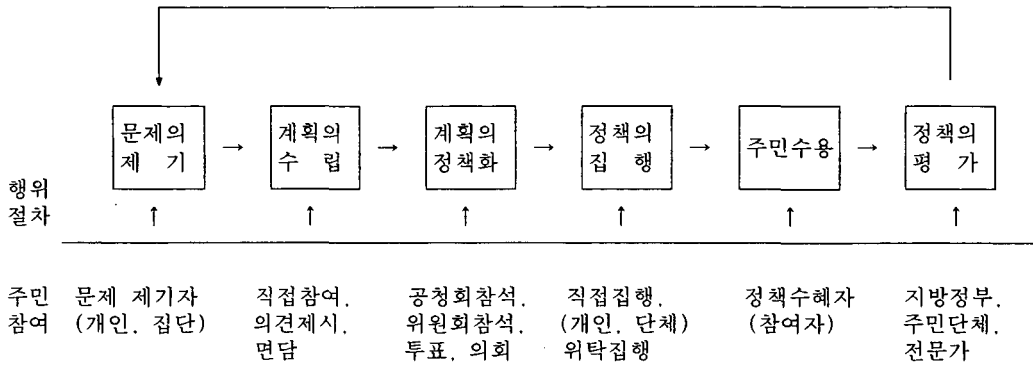 문제의 계획의 계획의 정책의 정책의
제 기 → 수 립 → 정책화 → 집 행 → 주민수용 → 평 가
행위
절차 ↑ ↑ ↑ ↑ ↑ ↑
주민 문제 제기자 직접참여, 공청회참석, 직접집행, 정책수혜자 지방정부,
참여 (개인, 집단) 의견제시, 위원회참석, (개인, 단체) (참여자) 주민단체,
면담 투표, 의회 위탁집행 전문가